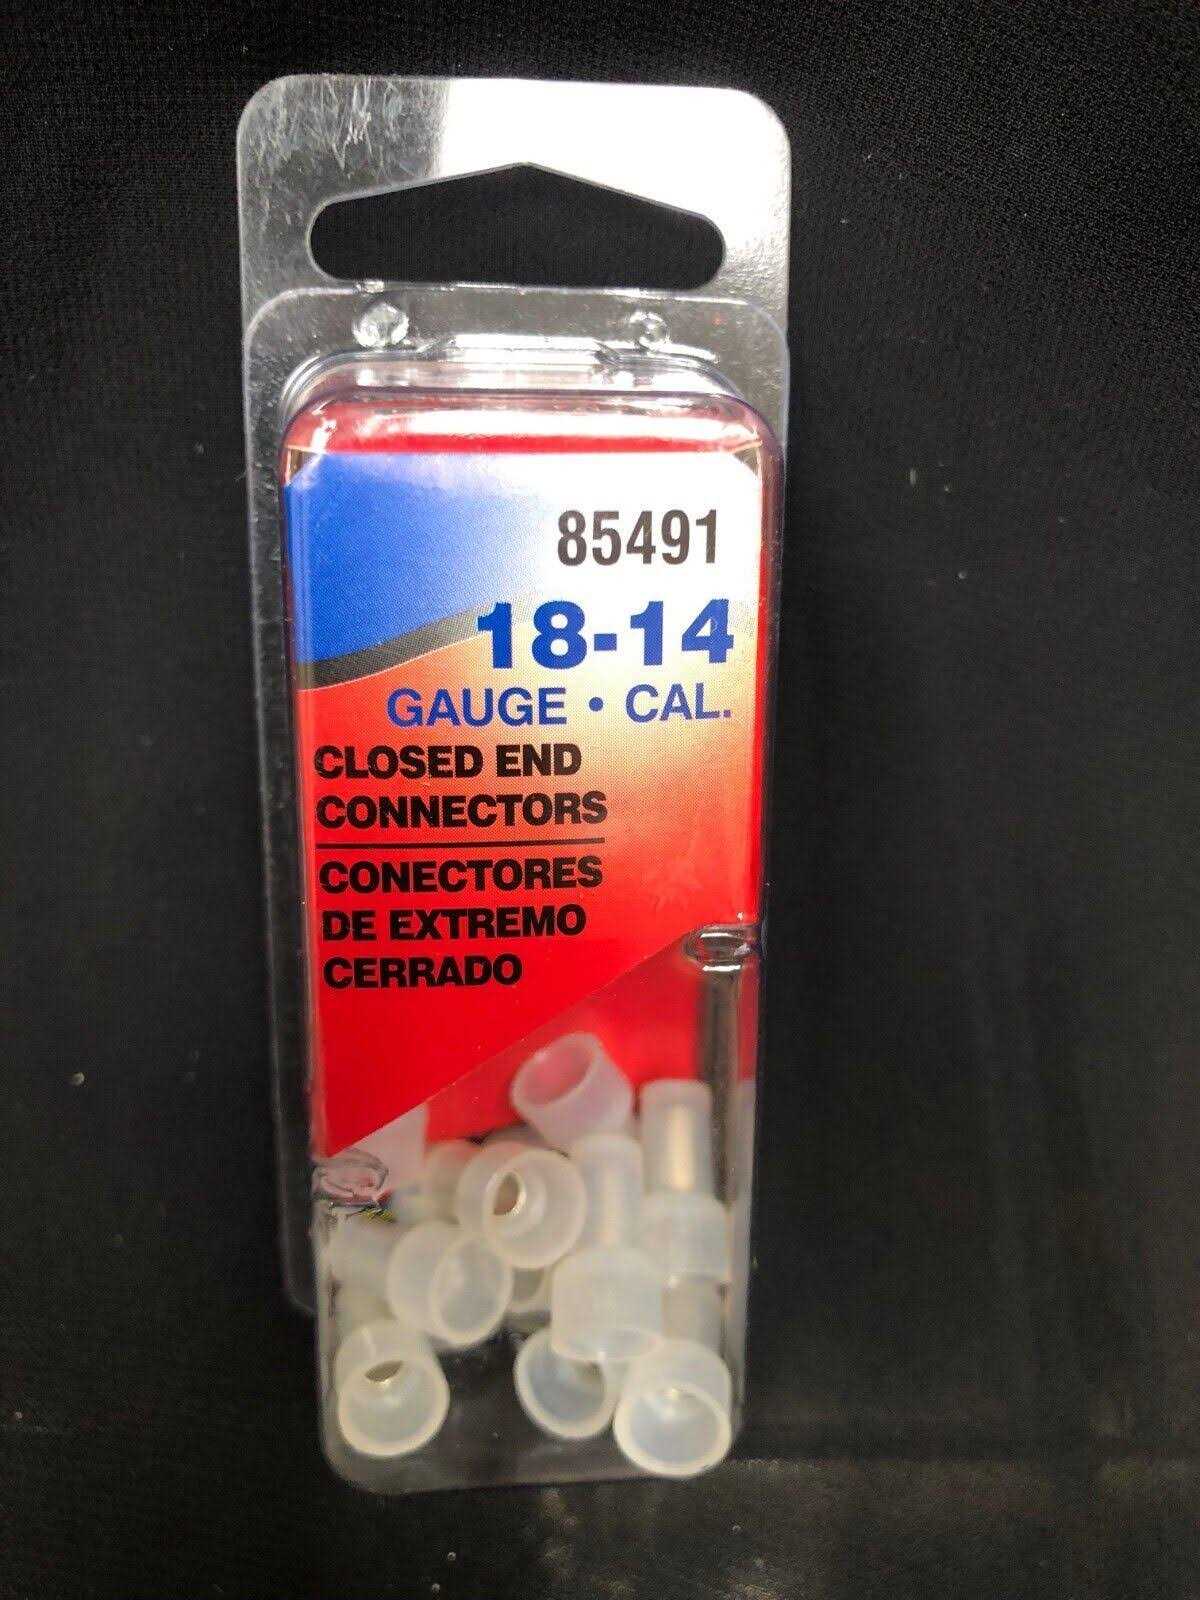 85491
18-14
GAUGE • CAL.
CLOSED END
CONNECTORS
CONECTORES
DE EXTREMO
CERRADO